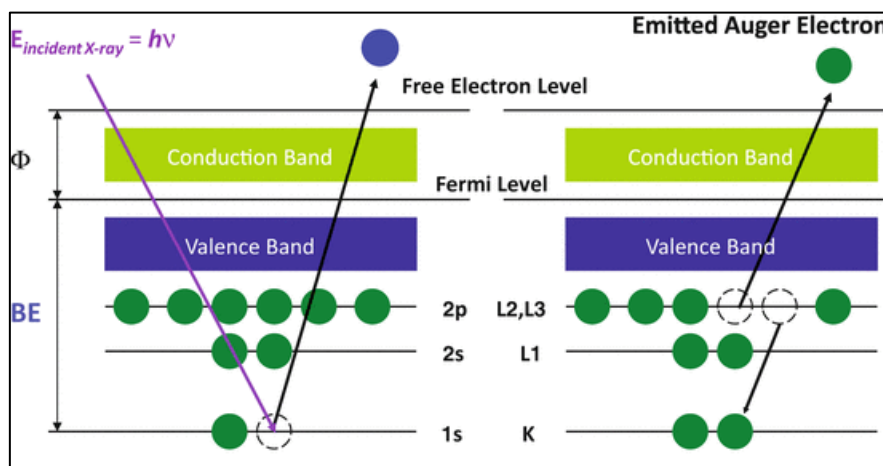 E incident X-ray = hν
Emitted Auger Electron
Free Electron Level
Φ
Conduction Band
Conduction Band
Fermi Level
Valence Band
Valence Band
BE
2p L2,L3
2s L1
1s K